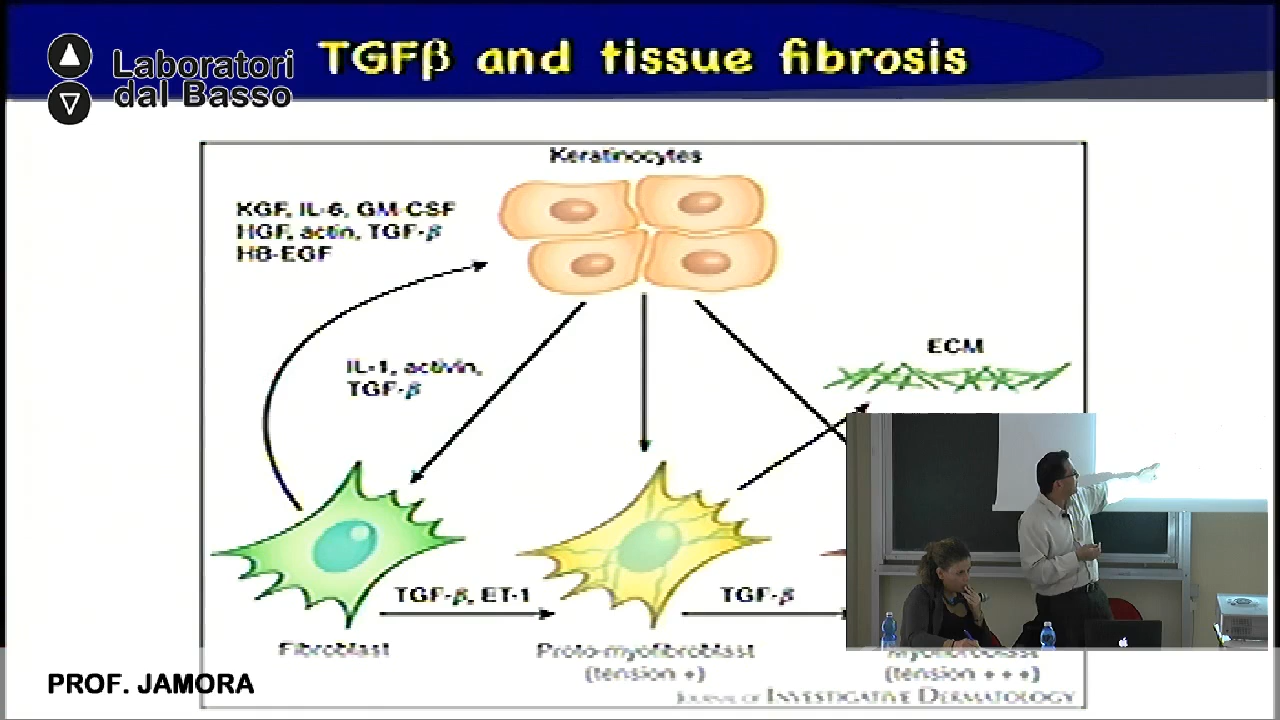 TGFβ and tissue fibrosis
Laboratori
dal Basso
Keratinocytes
KGF, IL-6, GM-CSF
HGF, actin, TGF-β
HB-EGF
IL-1, activin,
TGF-β
ECM
TGF-β, ET-1
TGF-β
Fibroblast
Proto-myofibroblast
(tension +)
Myofibroblast
(tension + + +)
JOURNAL OF INVESTIGATIVE DERMATOLOGY
PROF. JAMORA